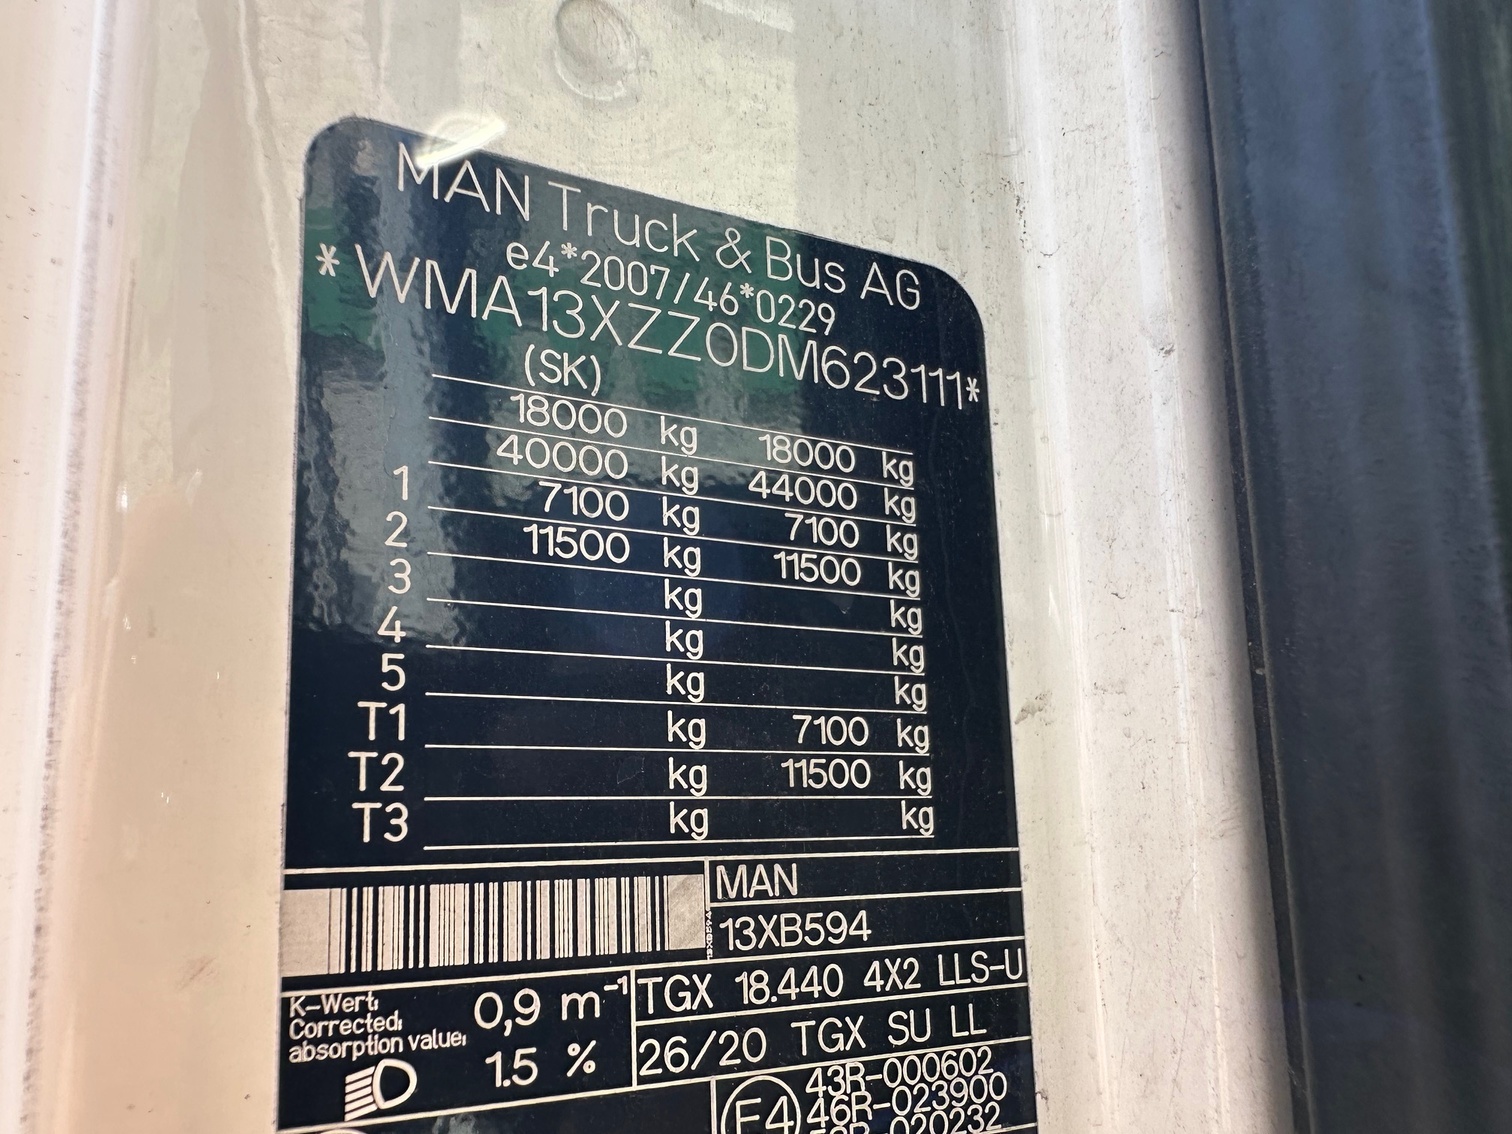 MAN Truck & Bus AG
e4*2007/46*0229
*WMA13XZZ0DM623111*
(SK)
18000 kg 18000 kg
40000 kg 44000 kg
1 7100 kg 7100 kg
2 11500 kg 11500 kg
3 kg kg
4 kg kg
5 kg kg
T1 kg 7100 kg
T2 kg 11500 kg
T3 kg kg
MAN
13XB594
K-Wert:
Corrected:
absorption value:
0,9 m⁻¹
1.5 %
TGX 18.440 4X2 LLS-U
26/20 TGX SU LL
E4
43R-000602
46R-023900